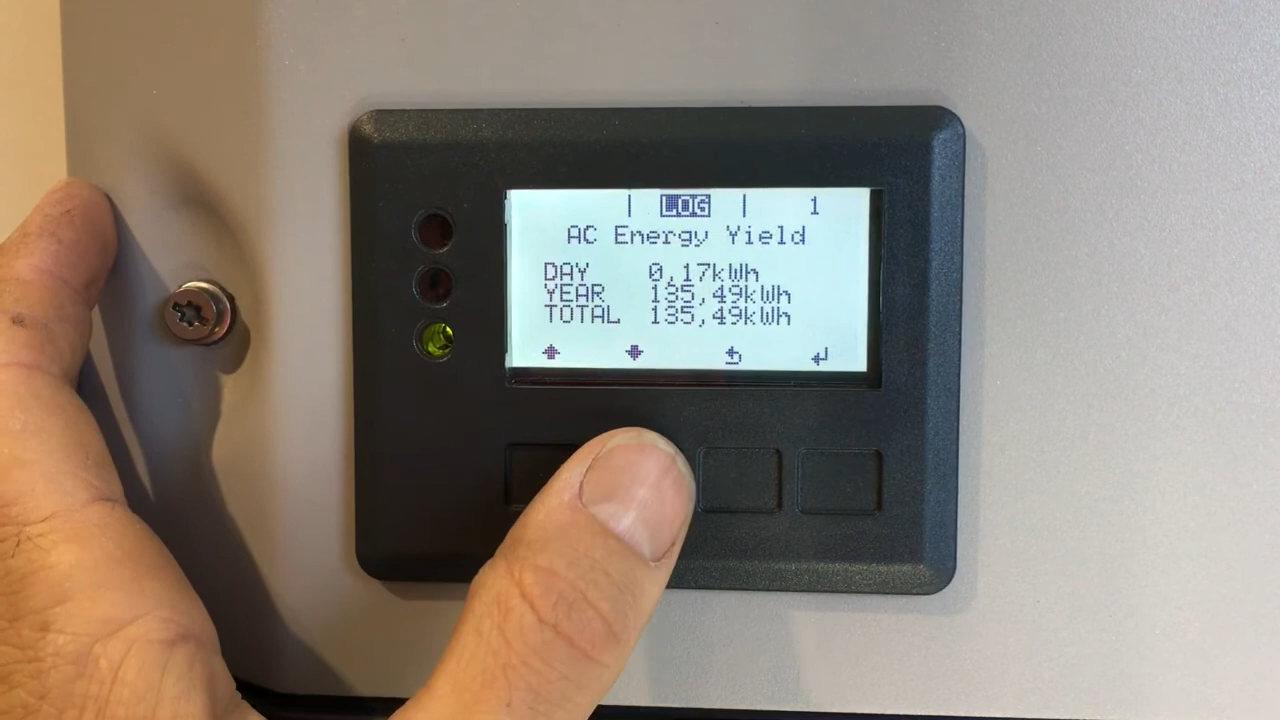 | LOG | 1
AC Energy Yield
DAY 0,17kWh
YEAR 135,49kWh
TOTAL 135,49kWh